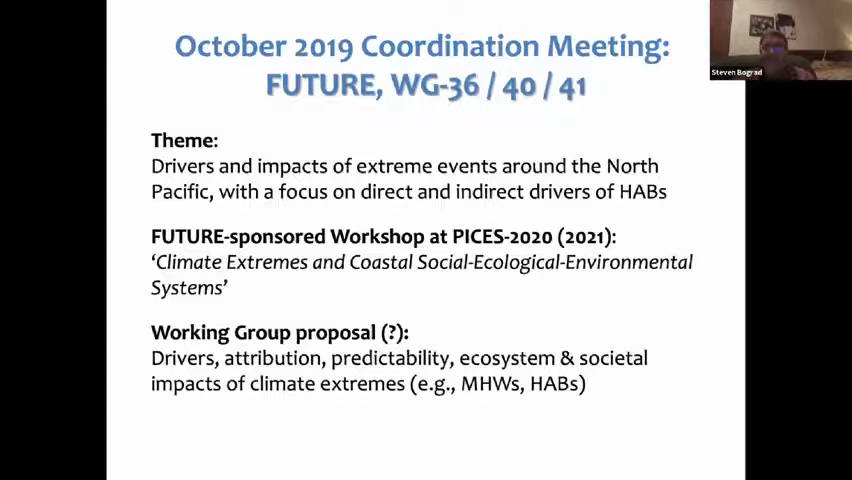 October 2019 Coordination Meeting:
FUTURE, WG-36 / 40 / 41
Steven Bograd
Theme:
Drivers and impacts of extreme events around the North
Pacific, with a focus on direct and indirect drivers of HABs
FUTURE-sponsored Workshop at PICES-2020 (2021):
‘Climate Extremes and Coastal Social-Ecological-Environmental
Systems’
Working Group proposal (?):
Drivers, attribution, predictability, ecosystem & societal
impacts of climate extremes (e.g., MHWs, HABs)